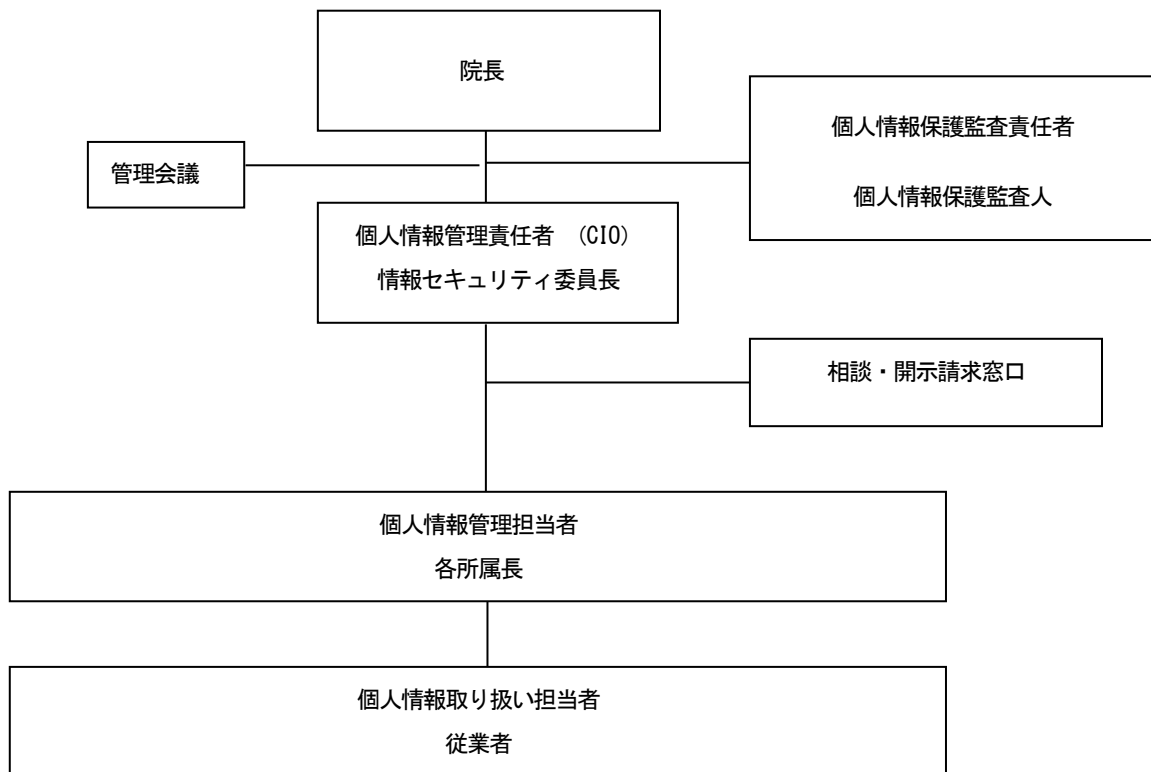 院長
個人情報保護監査責任者
個人情報保護監査人
管理会議
個人情報管理責任者 (CIO)
情報セキュリティ委員長
相談・開示請求窓口
個人情報管理担当者
各所属長
個人情報取り扱い担当者
従業者